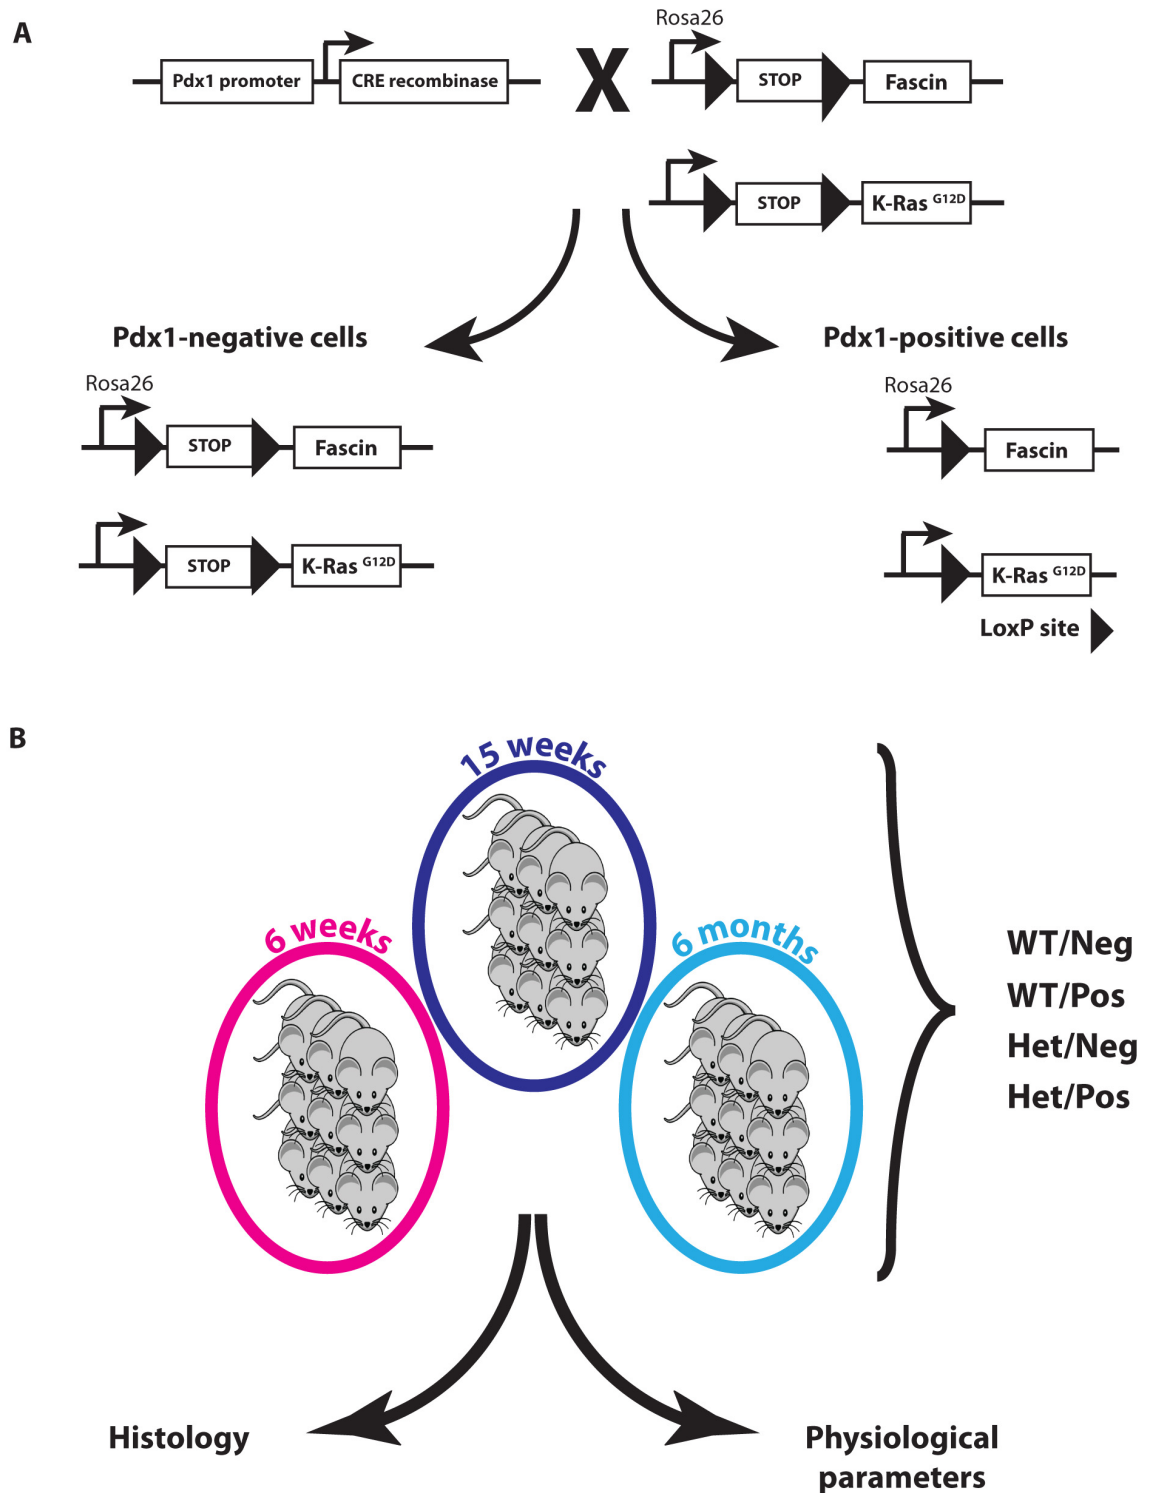 A
Rosa26
Pdx1 promoter
CRE recombinase
X
STOP
Fascin
STOP
K-Ras G12D
Pdx1-negative cells
Pdx1-positive cells
Rosa26
STOP
Fascin
STOP
K-Ras G12D
Rosa26
Fascin
K-Ras G12D
LoxP site
B
15 weeks
6 weeks
6 months
WT/Neg
WT/Pos
Het/Neg
Het/Pos
Histology
Physiological
parameters